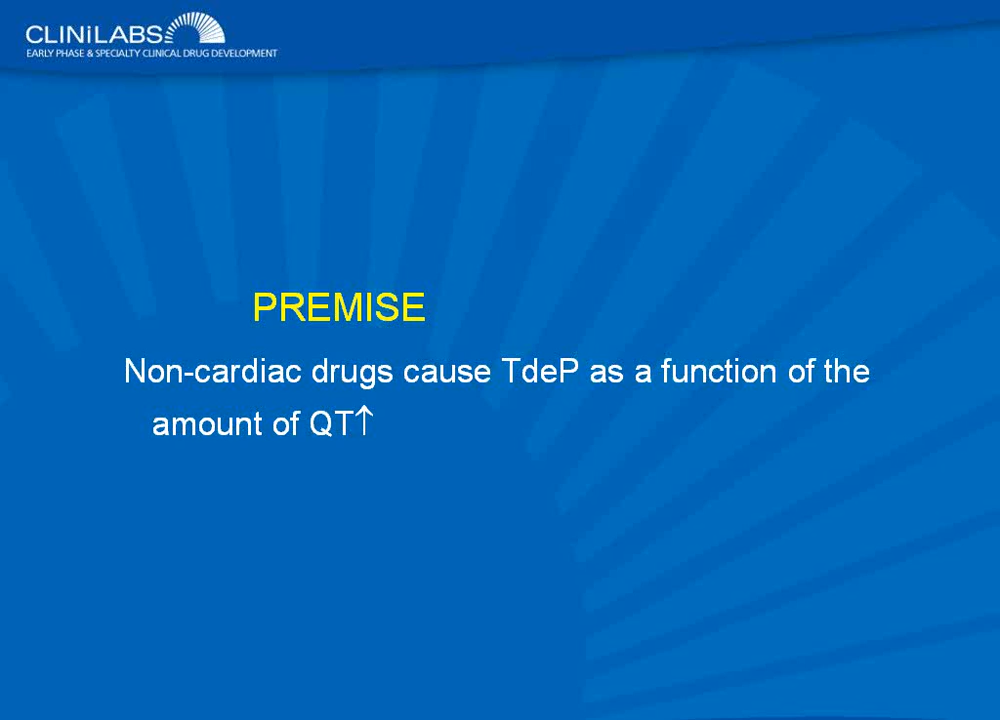 CLINiLABS
EARLY PHASE & SPECIALTY CLINICAL DRUG DEVELOPMENT
PREMISE
Non-cardiac drugs cause TdeP as a function of the
amount of QT↑